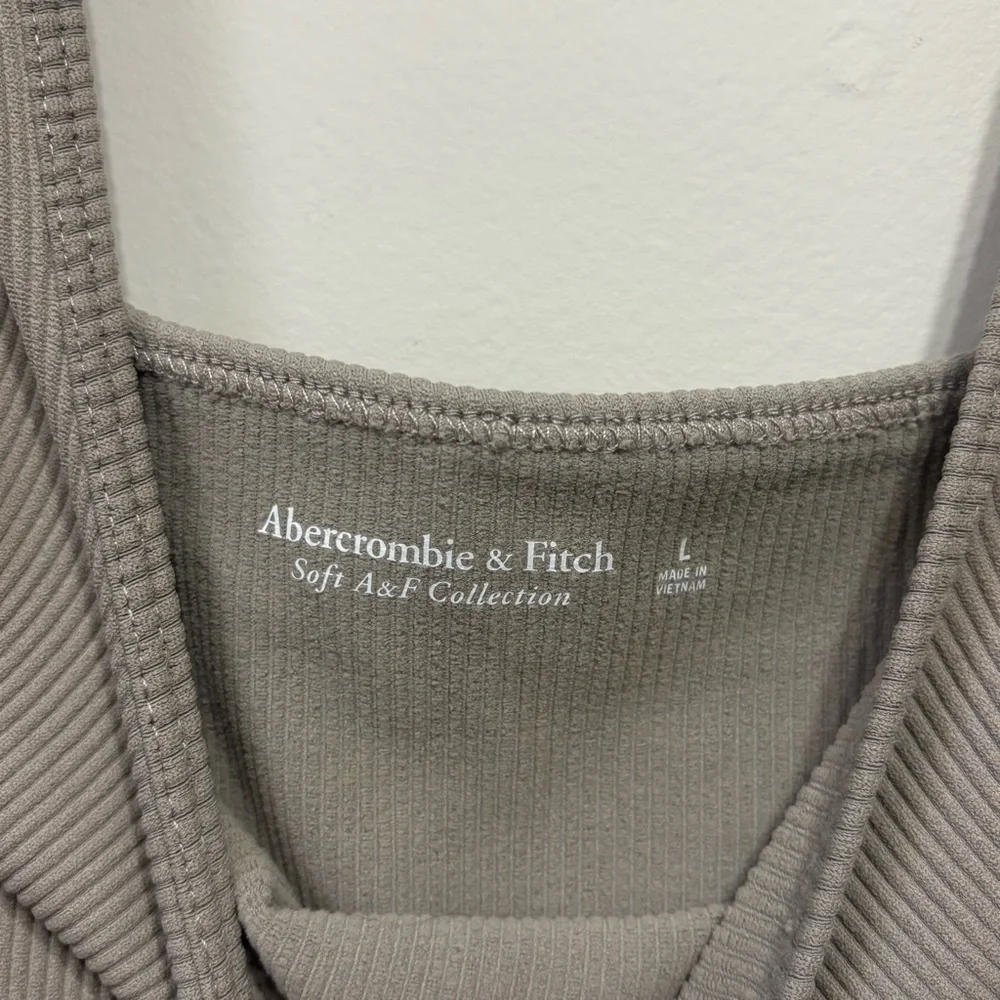 Abercrombie & Fitch
Soft A&F Collection
L
MADE IN
VIETNAM